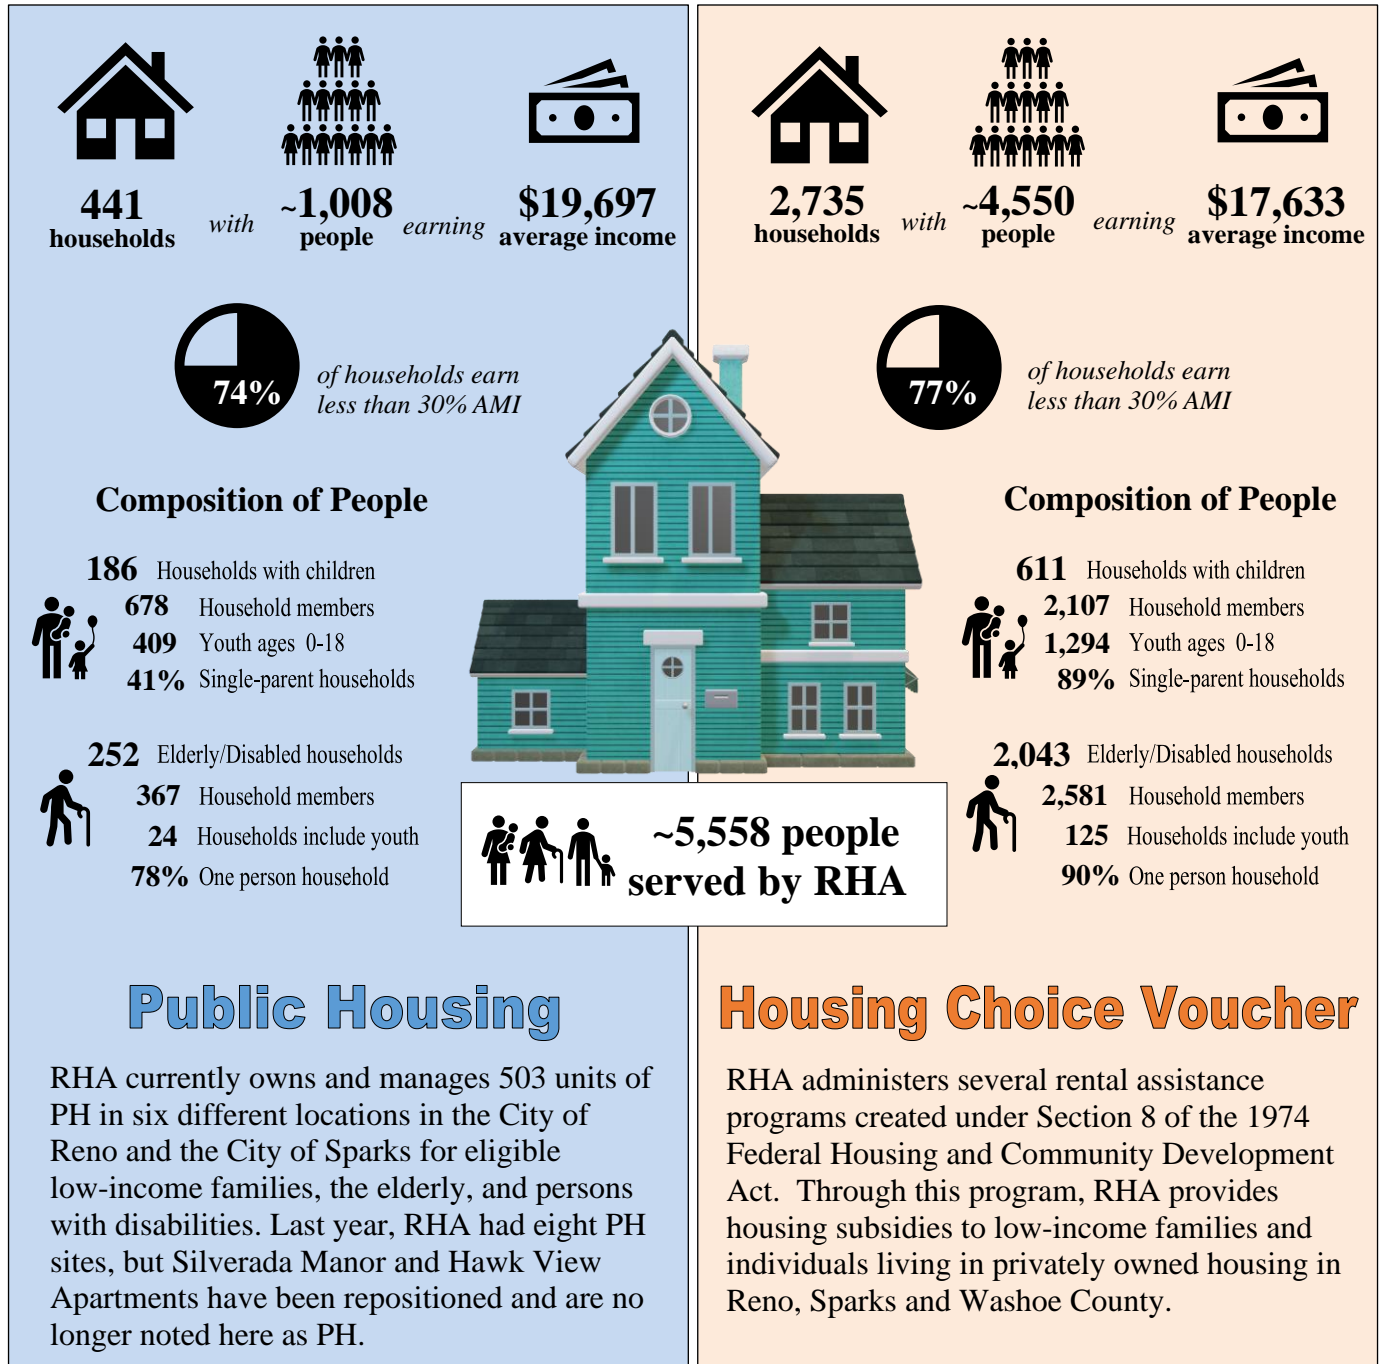 441
households
with
~1,008
people
earning
$19,697
average income
74%
of households earn
less than 30% AMI
Composition of People
186 Households with children
678 Household members
409 Youth ages 0-18
41% Single-parent households
252 Elderly/Disabled households
367 Household members
24 Households include youth
78% One person household
2,735
households
with
~4,550
people
earning
$17,633
average income
77%
of households earn
less than 30% AMI
Composition of People
611 Households with children
2,107 Household members
1,294 Youth ages 0-18
89% Single-parent households
2,043 Elderly/Disabled households
2,581 Household members
125 Households include youth
90% One person household
~5,558 people
served by RHA
Public Housing
RHA currently owns and manages 503 units of
PH in six different locations in the City of
Reno and the City of Sparks for eligible
low-income families, the elderly, and persons
with disabilities. Last year, RHA had eight PH
sites, but Silverada Manor and Hawk View
Apartments have been repositioned and are no
longer noted here as PH.
Housing Choice Voucher
RHA administers several rental assistance
programs created under Section 8 of the 1974
Federal Housing and Community Development
Act. Through this program, RHA provides
housing subsidies to low-income families and
individuals living in privately owned housing in
Reno, Sparks and Washoe County.